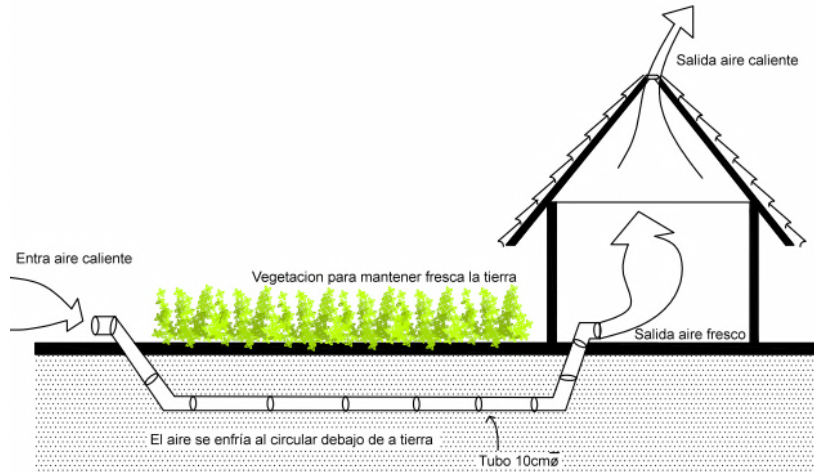 Salida aire caliente
Entra aire caliente
Vegetacion para mantener fresca la tierra
Salida aire fresco
El aire se enfría al circular debajo de a tierra
Tubo 10cmø